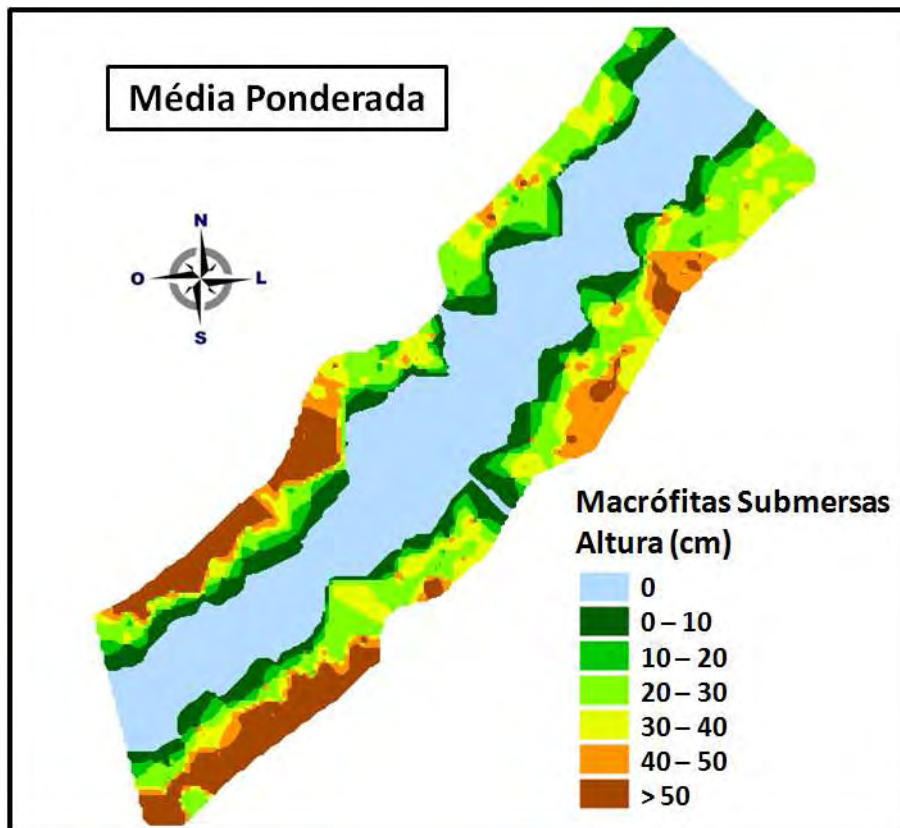 Média Ponderada
N
O L
S
Macrófitas Submersas
Altura (cm)
0
0 – 10
10 – 20
20 – 30
30 – 40
40 – 50
> 50